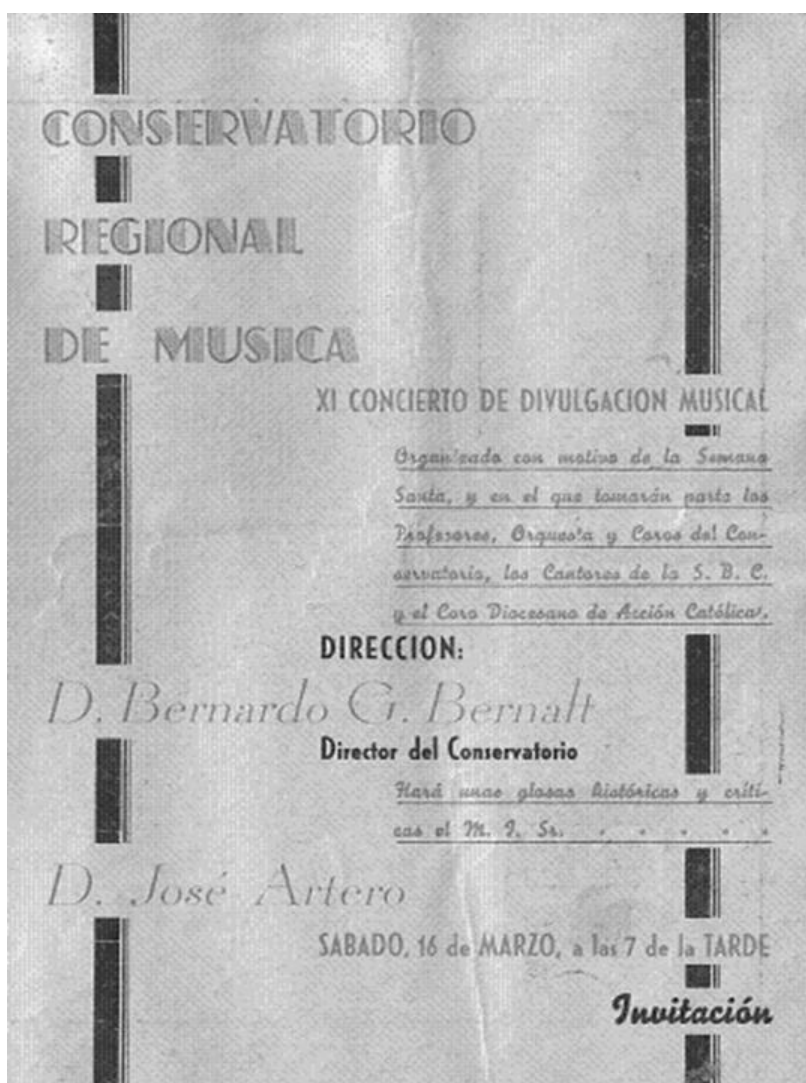 CONSERVATORIO
REGIONAL
DE MUSICA
XI CONCIERTO DE DIVULGACION MUSICAL
Organizado con motivo de la Semana
Santa, y en el que tomarán parte los
Profesores, Orquesta y Coros del Con-
servatorio, los Cantores de la S. B. C.
y el Coro Diocesano de Acción Católica.
DIRECCION:
D. Bernardo G. Bernalt
Director del Conservatorio
Hará unas glosas históricas y críti-
cas el M. I. Sr. . . . . .
D. José Artero
SABADO, 16 de MARZO, a las 7 de la TARDE
Invitación